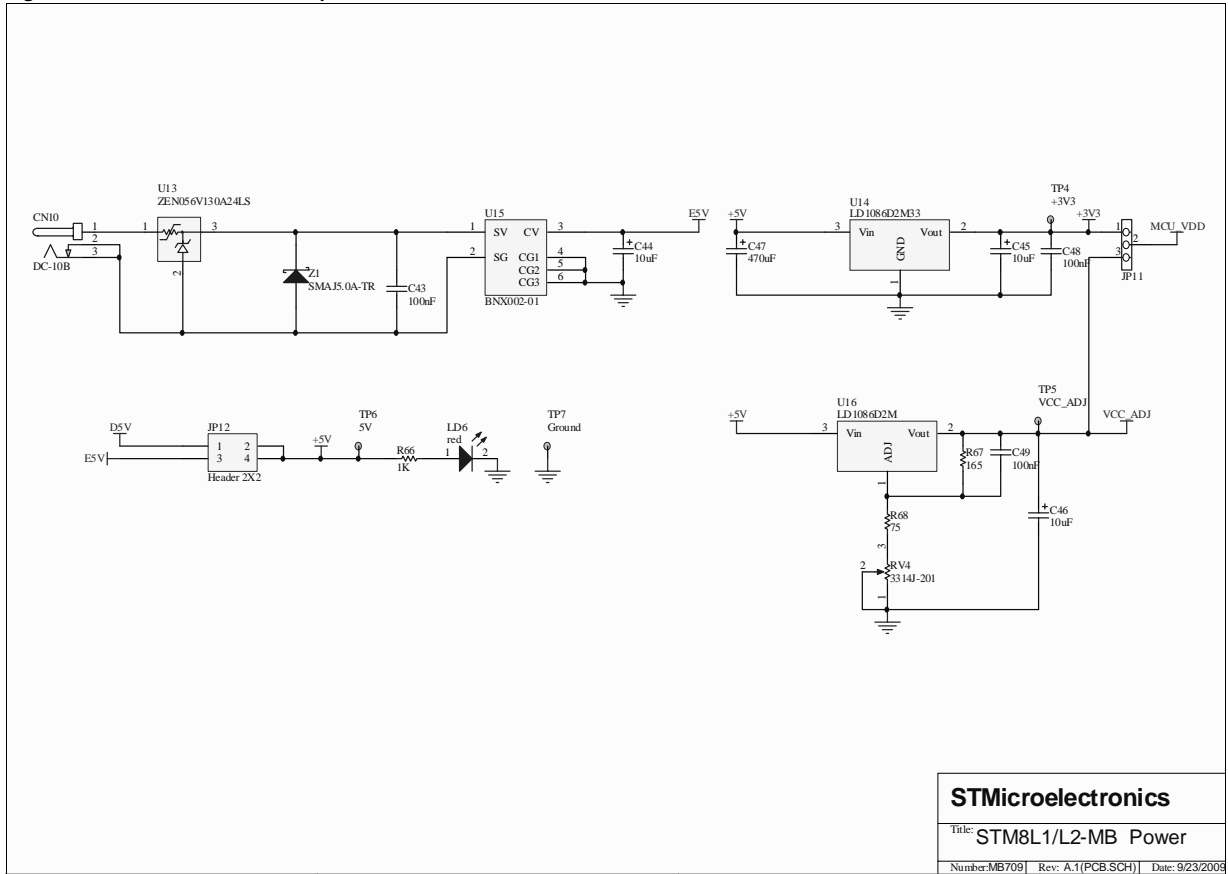 U13
ZEN056V130A24LS
CN10
1
2
3
DC-10B
1
3
2
Z1
SMAJ5.0A-TR
C43
100nF
U15
1
SV
CV
3
2
SG
CG1
4
CG2
5
CG3
6
BNX002-01
+
C44
10uF
E5V
+5V
+
C47
470uF
U14
LD1086D2M33
3
Vin
Vout
2
GND
1
TP4
+3V3
+3V3
+
C45
10uF
C48
100nF
1
2
3
JP11
MCU_VDD
D5V
E5V
JP12
1 2
3 4
Header 2X2
+5V
TP6
5V
R66
1K
LD6
red
1
2
TP7
Ground
+5V
U16
LD1086D2M
3
Vin
Vout
2
ADJ
1
R67
165
C49
100nF
TP5
VCC_ADJ
VCC_ADJ
+
C46
10uF
R68
75
3
2
RV4
3314J-201
1
STMicroelectronics
Title: STM8L1/L2-MB Power
Number:MB709 Rev: A.1(PCB.SCH) Date: 9/23/2009